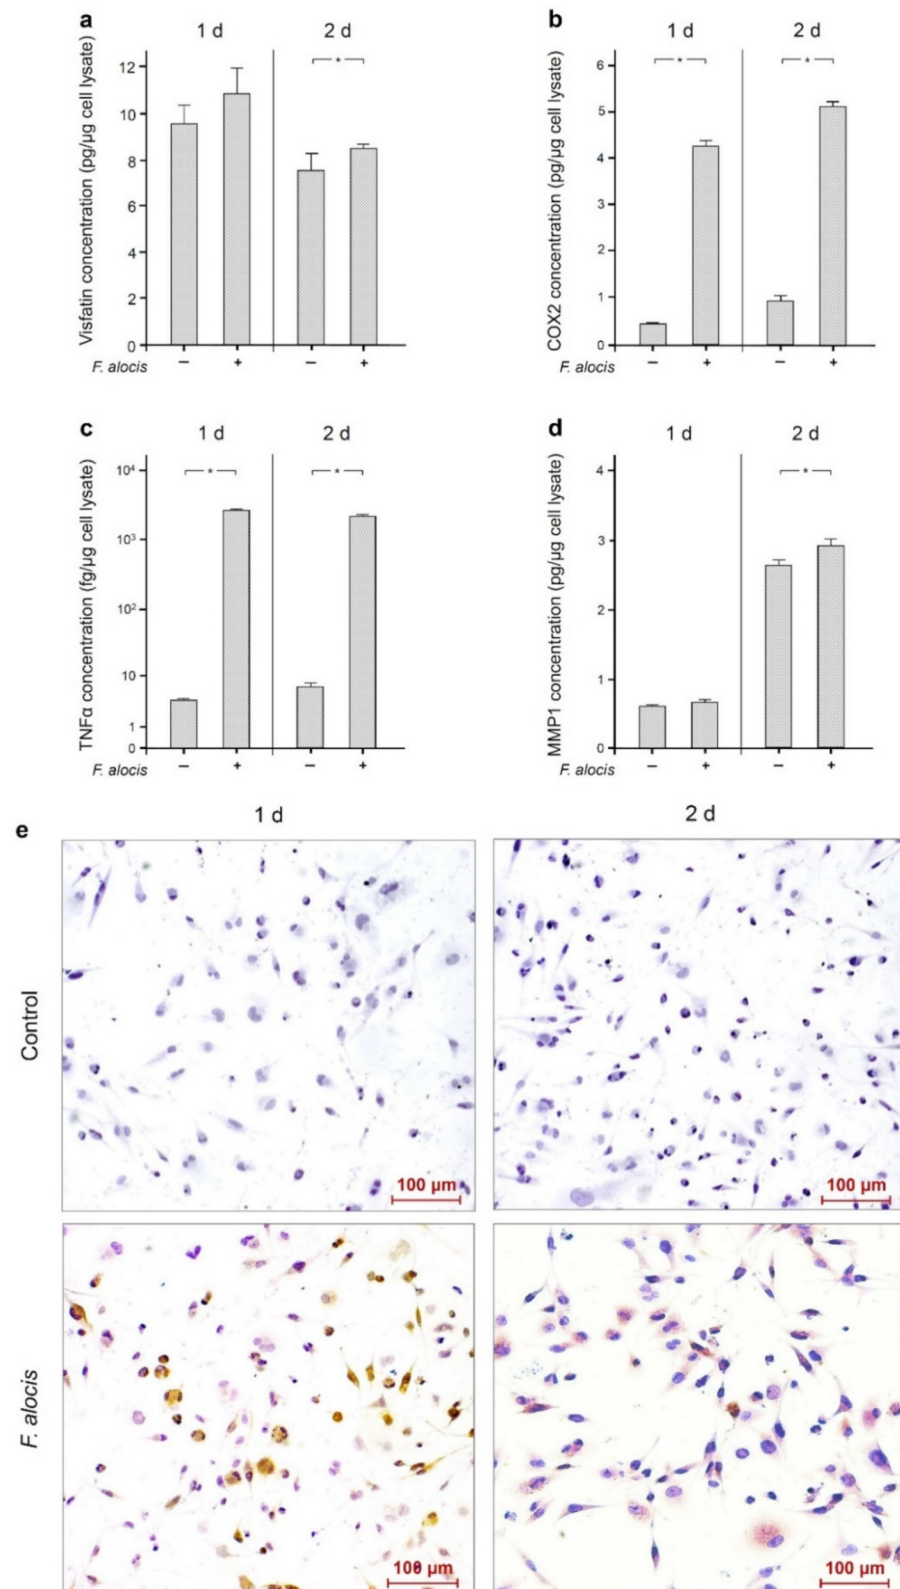 a
1 d
2 d
Visfatin concentration (pg/µg cell lysate)
12
10
8
6
4
2
0
*
F. alocis
–
+
–
+
b
1 d
2 d
COX2 concentration (pg/µg cell lysate)
6
5
4
3
2
1
0
*
*
–
+
–
+
F. alocis
c
1 d
2 d
TNFα concentration (fg/µg cell lysate)
10⁴
10³
10²
10
1
0
*
*
F. alocis
–
+
–
+
d
1 d
2 d
MMP1 concentration (pg/µg cell lysate)
4
3
2
1
0
*
F. alocis
–
+
–
+
e
1 d
2 d
Control
100 µm
100 µm
F. alocis
100 µm
100 µm